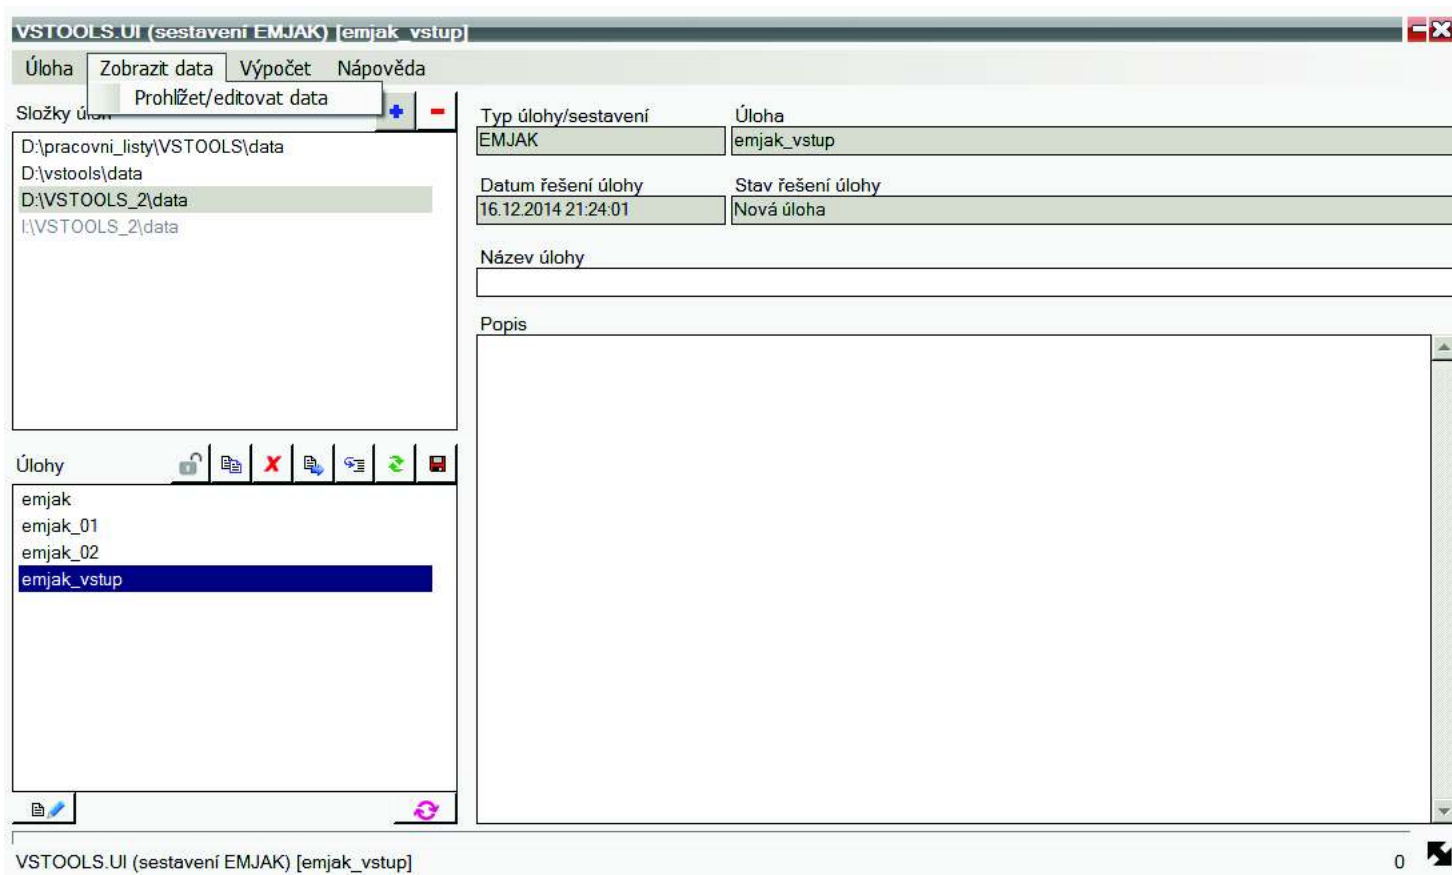 VSTOOLS.UI (sestavení EMJAK) [emjak_vstup]
Úloha Zobrazit data Výpočet Nápověda
Prohlížet/editovat data
Složky
D:\pracovni_listy\VSTOOLS\data
D:\vstools\data
D:\VSTOOLS_2\data
I:\VSTOOLS_2\data
Úlohy
emjak
emjak_01
emjak_02
emjak_vstup
Typ úlohy/sestavení Úloha
EMJAK emjak_vstup
Datum řešení úlohy Stav řešení úlohy
16.12.2014 21:24:01 Nová úloha
Název úlohy
Popis
VSTOOLS.UI (sestavení EMJAK) [emjak_vstup] 0